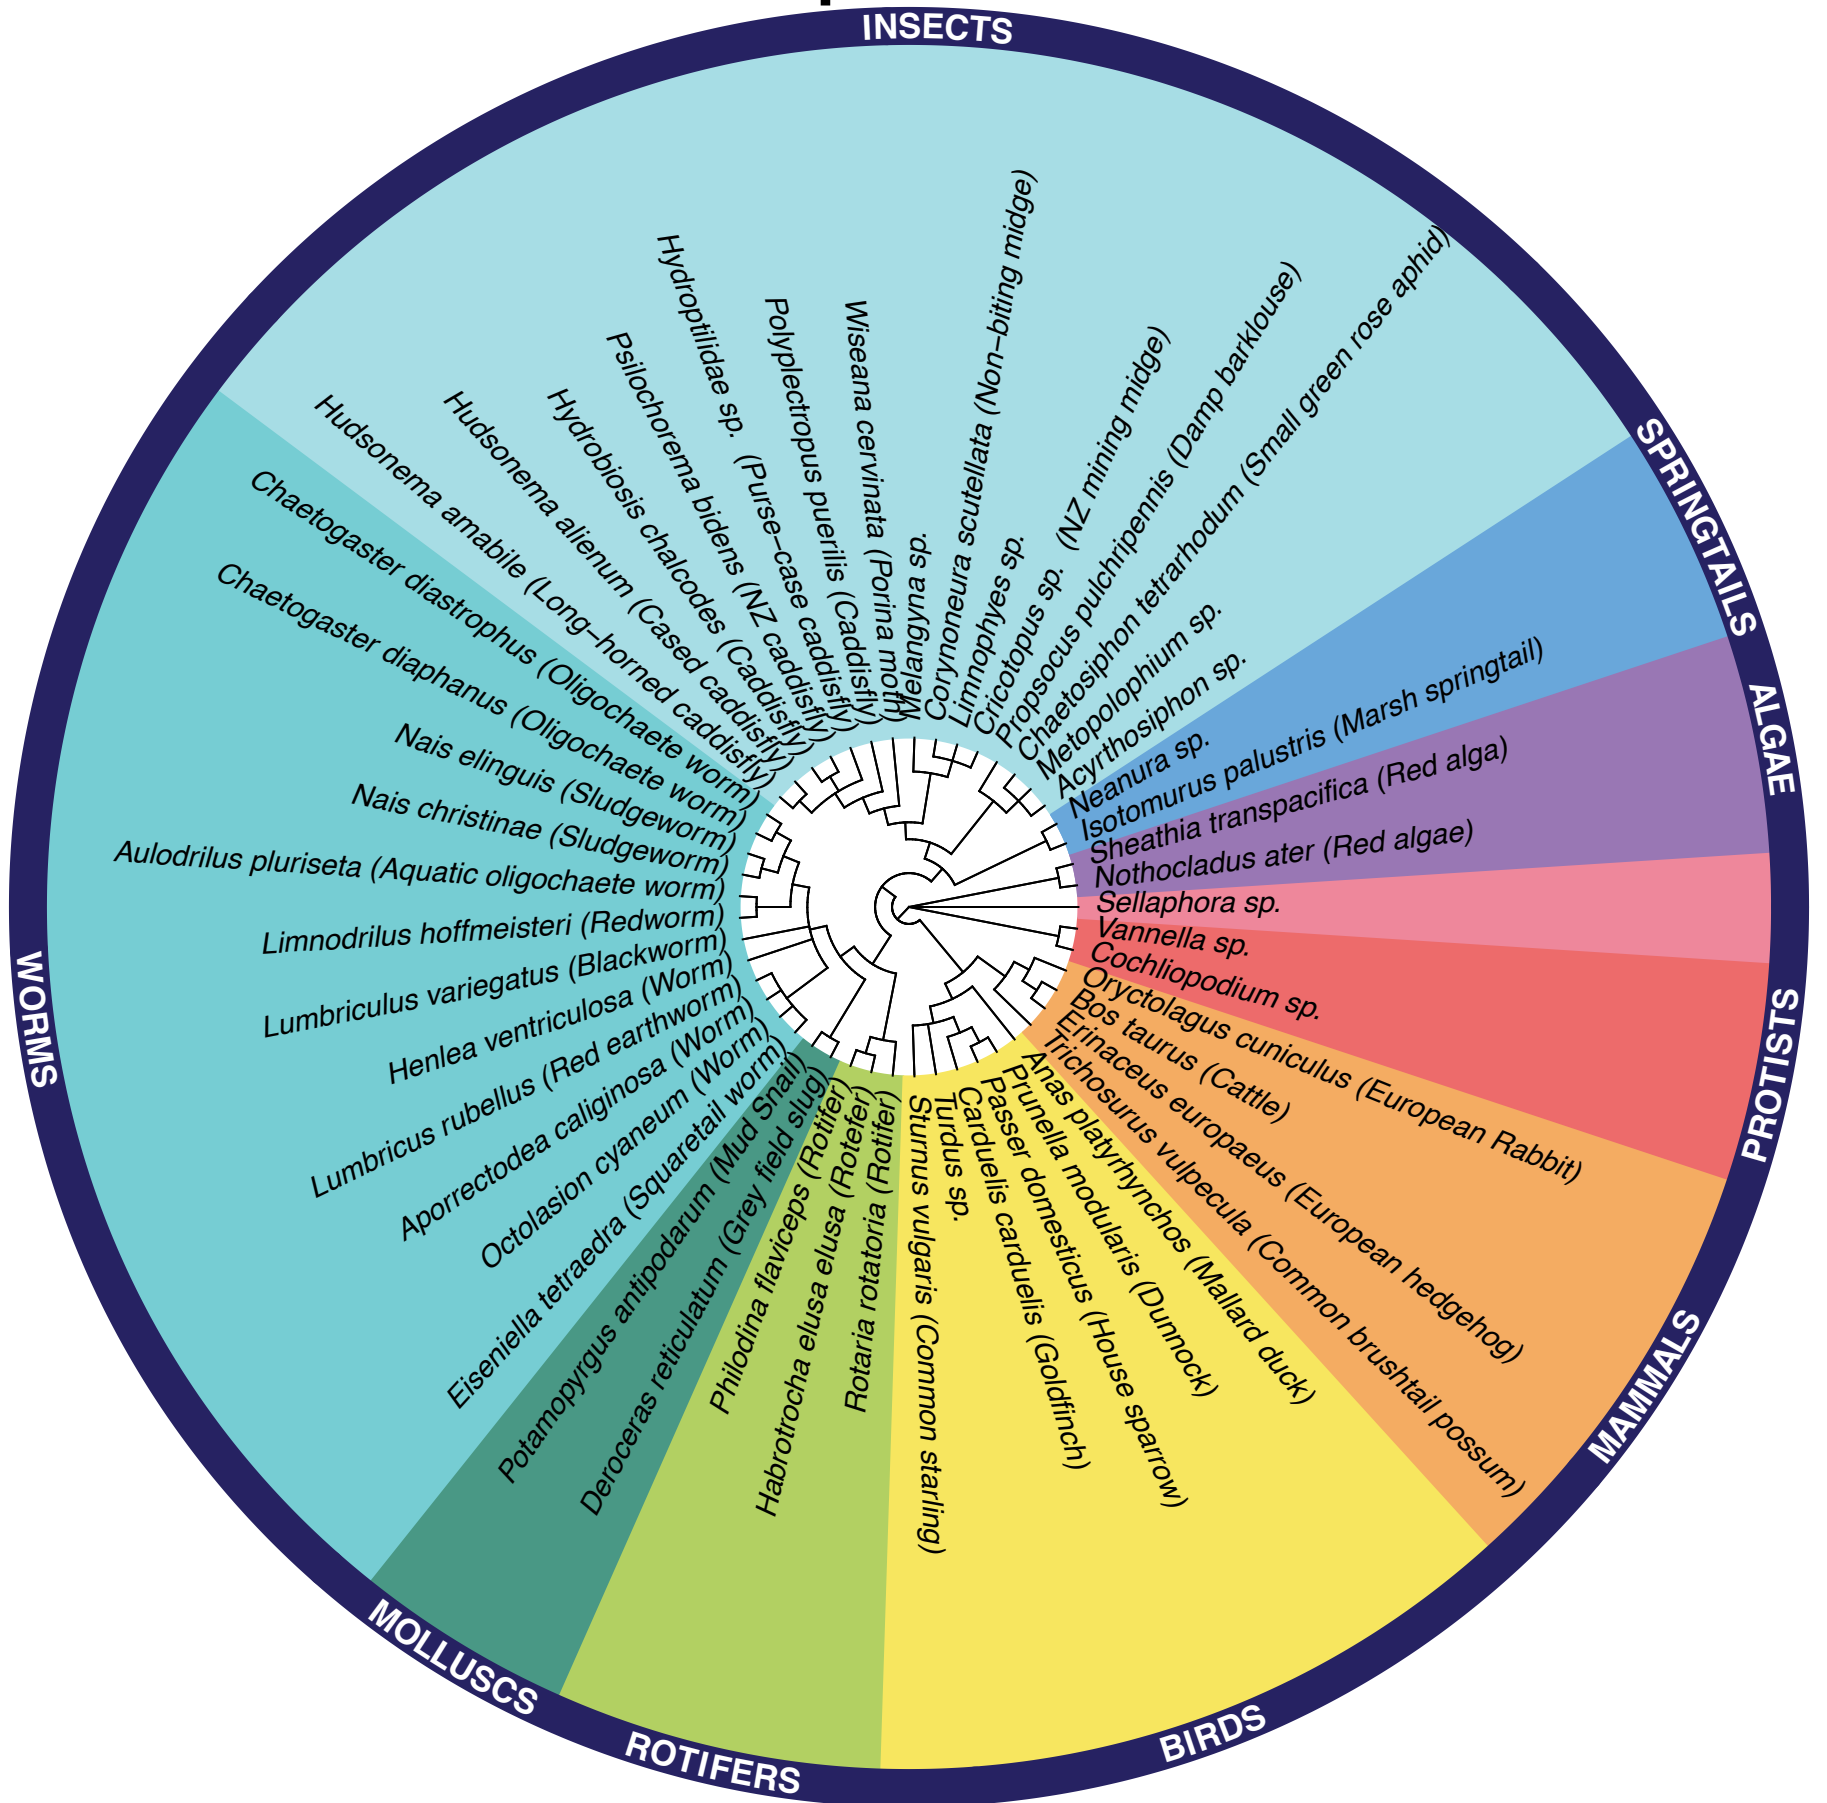 INSECTS
Hudsonema amabile (Long-horned caddisfly)
Hudsonema alienum (Cased caddisfly)
Hydrobiosis chalcodes (Caddisfly)
Psilochorema bidens (NZ caddisfly)
Hydroptilidae sp. (Purse-case caddisfly)
Polyplectropus puerilis (Caddisfly)
Wiseana cervinata (Porina moth)
Melangyna sp.
Corynoneura scutellata (Non-biting midge)
Limnophyes sp.
Cricotopus sp. (NZ mining midge)
Propsocus pulchripennis (Damp barklouse)
Chaetosiphon tetrarhodum (Small green rose aphid)
Metopolophium sp.
Acyrthosiphon sp.
SPRINGTAILS
Neanura sp.
Isotomurus palustris (Marsh springtail)
ALGAE
Sheathia transpacifica (Red alga)
Nothocladus ater (Red algae)
Sellaphora sp.
PROTISTS
Vannella sp.
Cochliopodium sp.
MAMMALS
Oryctolagus cuniculus (European Rabbit)
Bos taurus (Cattle)
Erinaceus europaeus (European hedgehog)
Trichosurus vulpecula (Common brushtail possum)
BIRDS
Anas platyrhynchos (Mallard duck)
Prunella modularis (Dunnock)
Passer domesticus (House sparrow)
Carduelis carduelis (Goldfinch)
Turdus sp.
Sturnus vulgaris (Common starling)
ROTIFERS
Rotaria rotatoria (Rotifer)
Habrotrocha elusa elusa (Rotefer)
Philodina flaviceps (Rotifer)
MOLLUSCS
Deroceras reticulatum (Grey field slug)
Potamopyrgus antipodarum (Mud Snail)
WORMS
Eiseniella tetraedra (Squaretail worm)
Octolasion cyaneum (Worm)
Aporrectodea caliginosa (Worm)
Lumbricus rubellus (Red earthworm)
Henlea ventriculosa (Worm)
Lumbriculus variegatus (Blackworm)
Limnodrilus hoffmeisteri (Redworm)
Aulodrilus pluriseta (Aquatic oligochaete worm)
Nais christinae (Sludgeworm)
Nais elinguis (Sludgeworm)
Chaetogaster diaphanus (Oligochaete worm)
Chaetogaster diastrophus (Oligochaete worm)